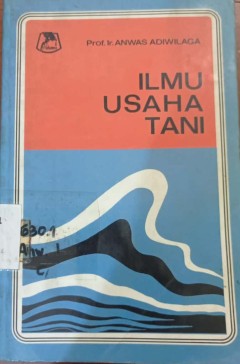 Prof. Ir. ANWAS ADIWILAGA
ILMU
USAHA
TANI
630.1